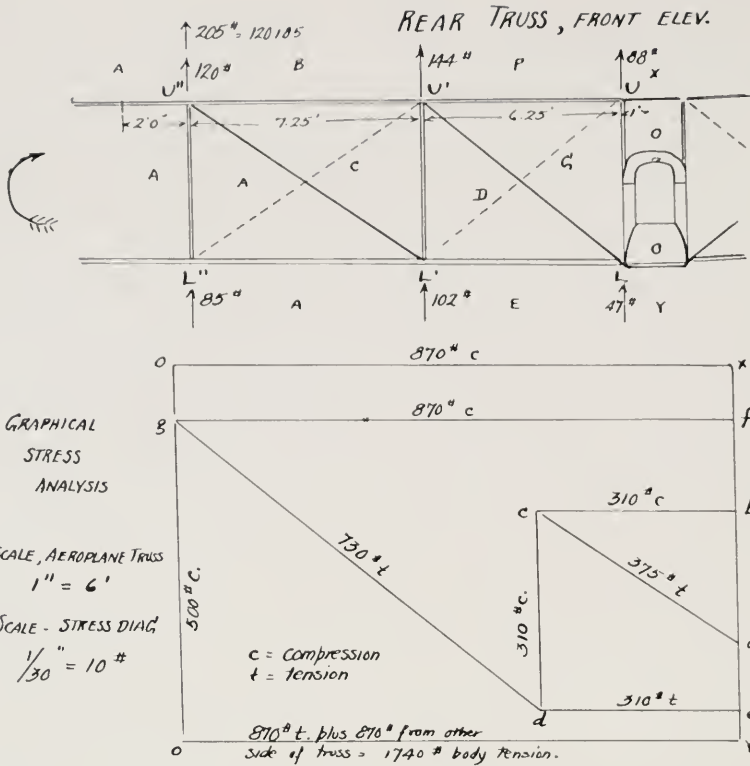 REAR TRUSS, FRONT ELEV.
205# = 120+85
120#
144#
88#
A
B
P
X
U''
U'
U
2.0'
7.25'
6.25'
1'
A
A
C
D
G
O
O
L''
L'
L
85#
A
102#
E
47#
Y
GRAPHICAL
STRESS
ANALYSIS
SCALE, AEROPLANE TRUSS
1" = 6'
SCALE - STRESS DIAG
1/30" = 10#
O
870# c
x
g
870# c
f
c
310# c
b
730# t
375# t
500# c.
310# c.
a
c = compression
t = tension
d
310# t
e
870# t. plus 870# from other
side of truss = 1740# body tension.
O
Y